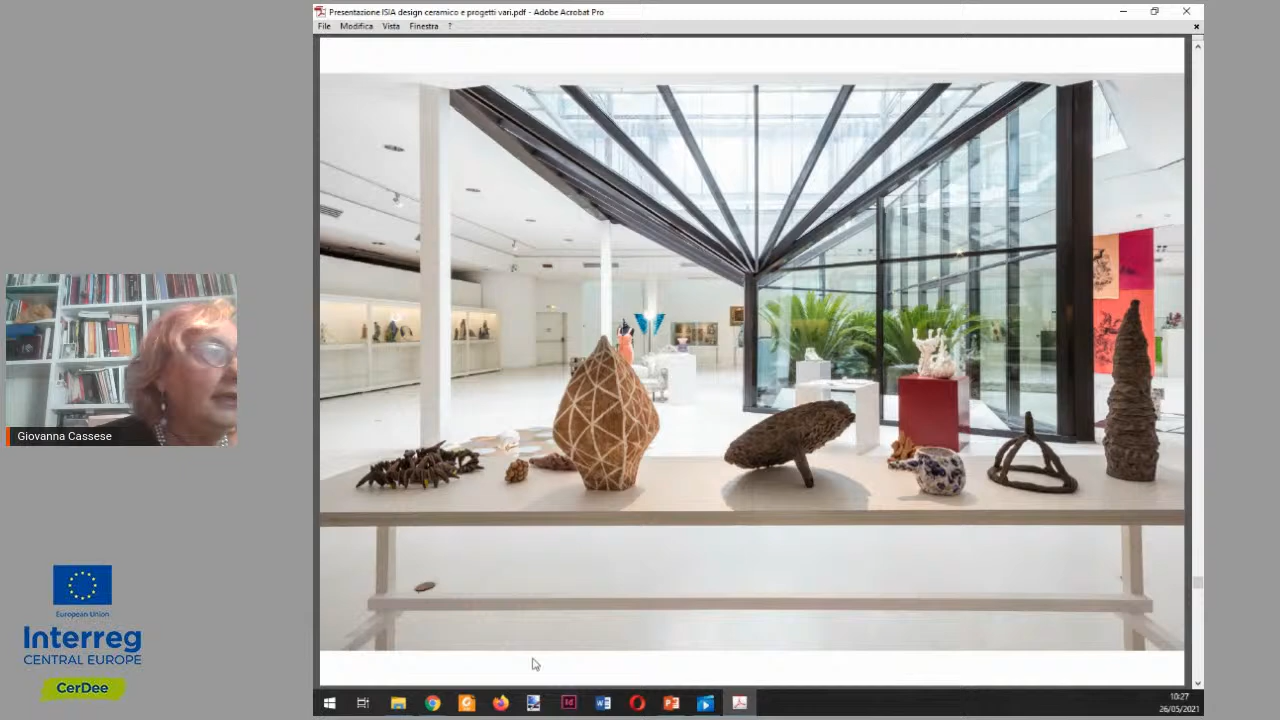 Presentazione ISIA design ceramico e progetti vari.pdf - Adobe Acrobat Pro
File Modifica Vista Finestra ?
Giovanna Cassese
European Union
Interreg
CENTRAL EUROPE
CerDee
10:27
26/05/2021